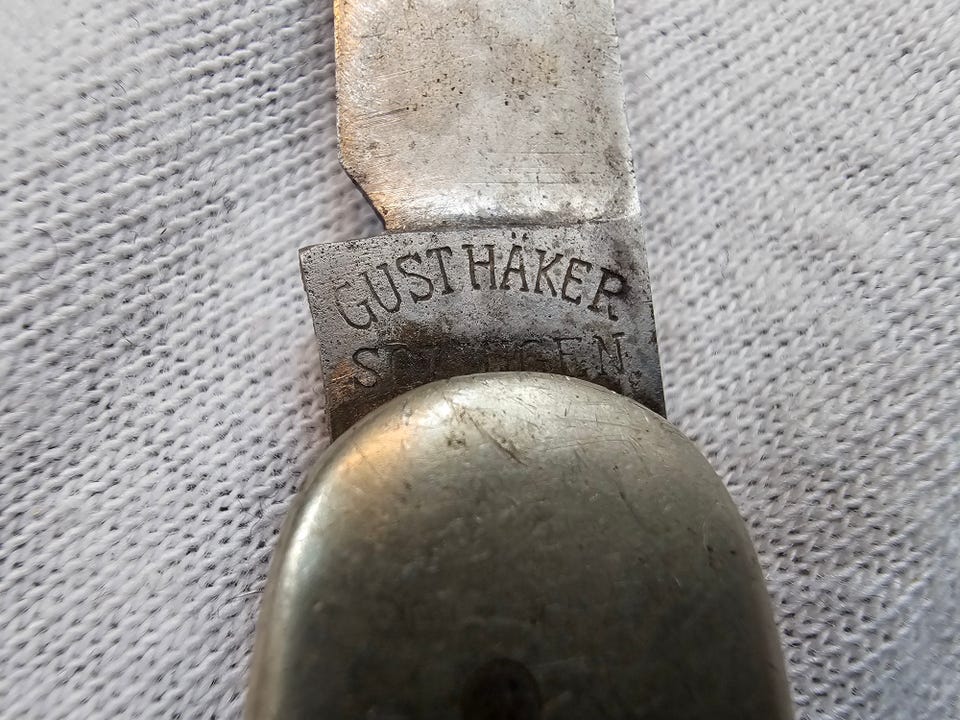 GUST HÄKER
SOLINGEN.